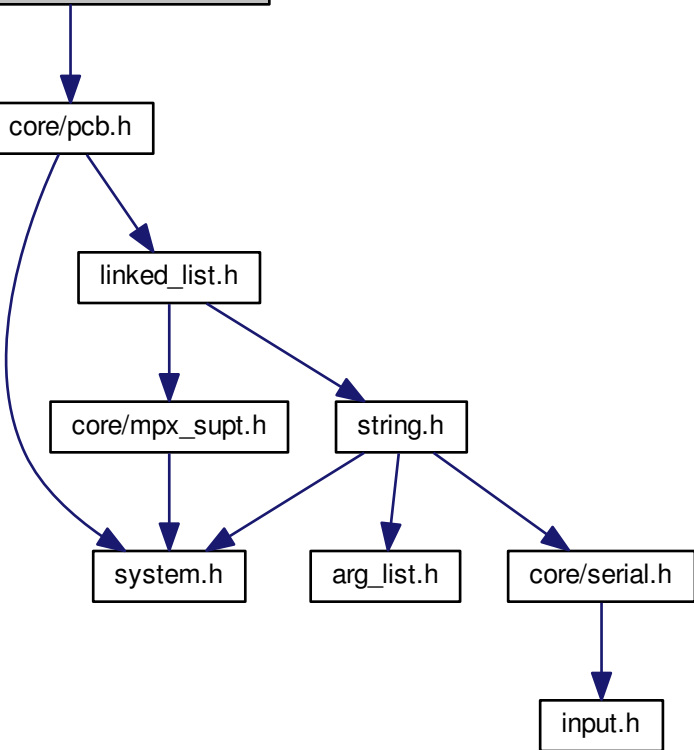 core/pcb.h
linked_list.h
core/mpx_supt.h
string.h
system.h
arg_list.h
core/serial.h
input.h